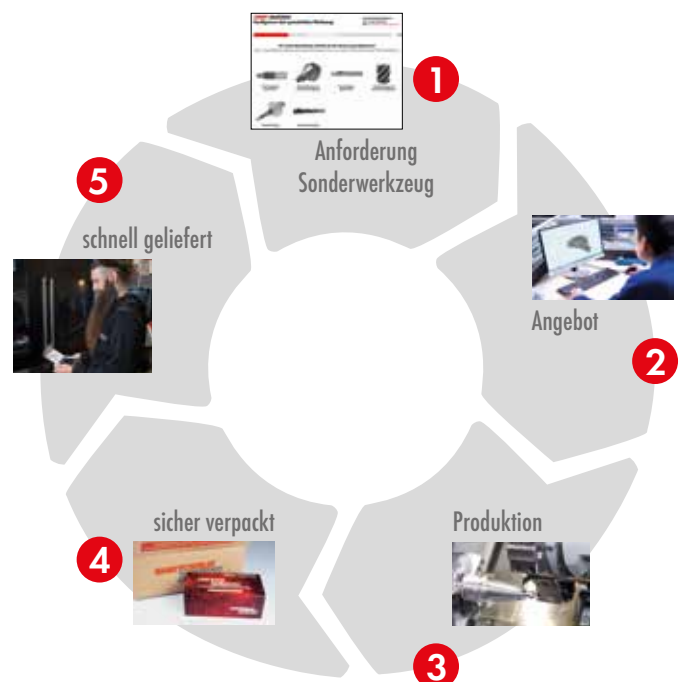 1
Anforderung
Sonderwerkzeug
2
Angebot
3
Produktion
4
sicher verpackt
5
schnell geliefert